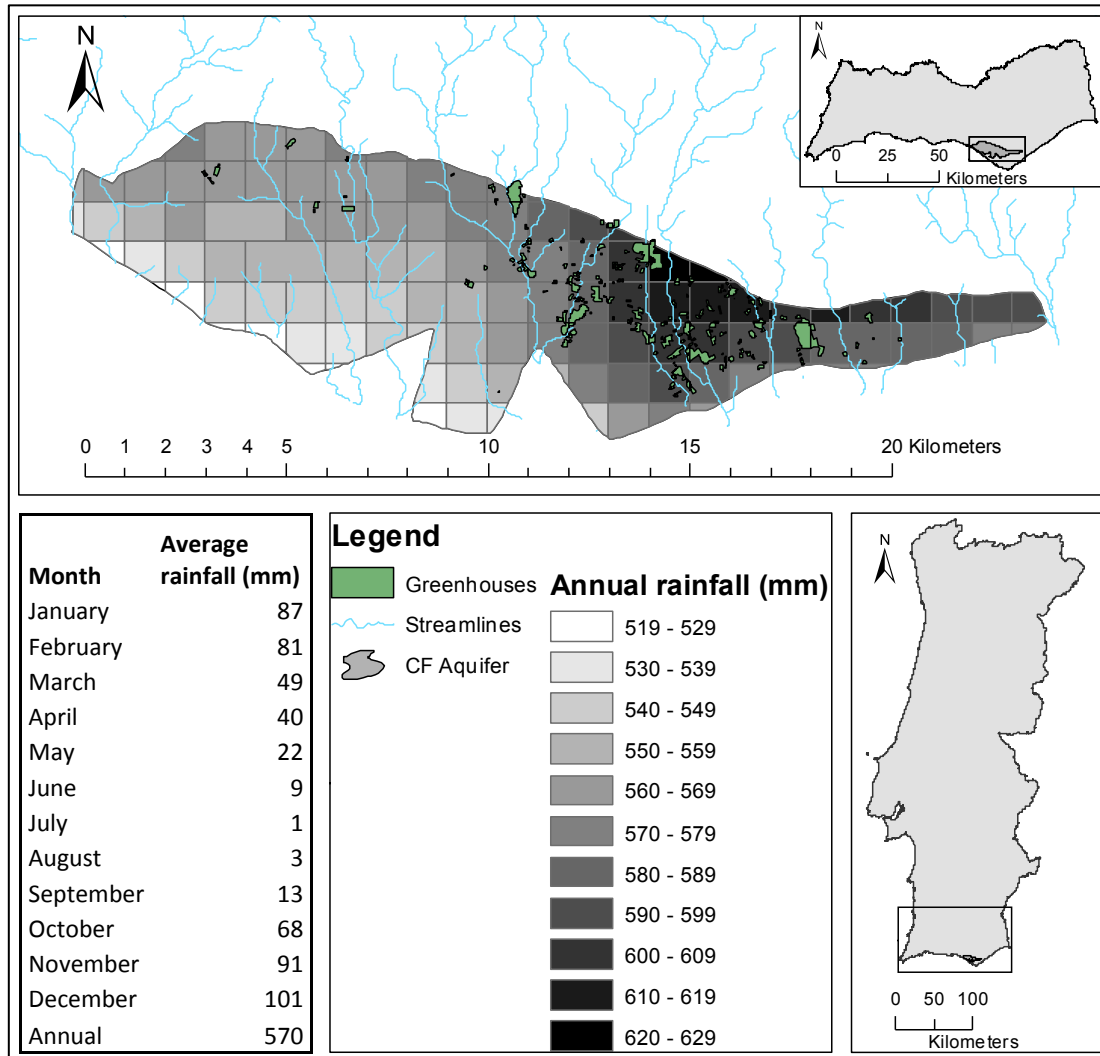 N
N
0 25 50
Kilometers
0 1 2 3 4 5 10 15 20 Kilometers
Average
Month rainfall (mm)
January 87
February 81
March 49
April 40
May 22
June 9
July 1
August 3
September 13
October 68
November 91
December 101
Annual 570
Legend
Greenhouses
Streamlines
CF Aquifer
Annual rainfall (mm)
519 - 529
530 - 539
540 - 549
550 - 559
560 - 569
570 - 579
580 - 589
590 - 599
600 - 609
610 - 619
620 - 629
N
0 50 100
Kilometers